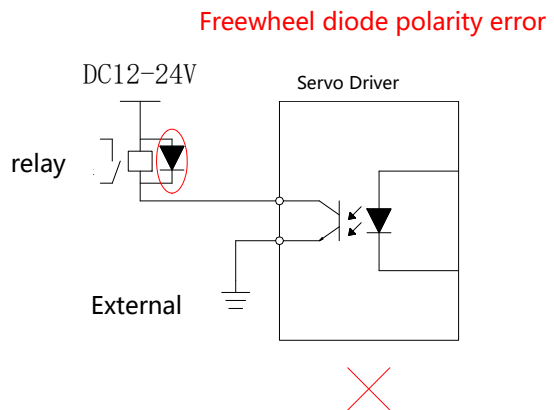 Freewheel diode polarity error
DC12-24V
Servo Driver
relay
External